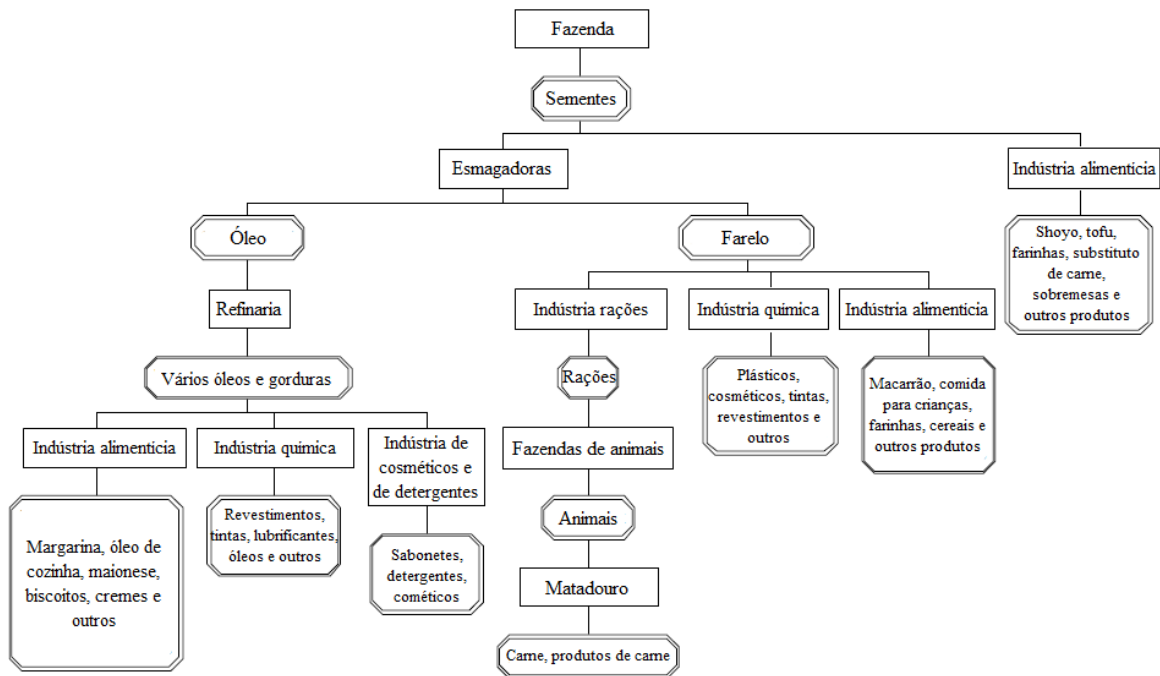 Fazenda
Sementes
Esmagadoras
Indústria alimentícia
Óleo
Farelo
Shoyo, tofu,
farinhas, substituto
de carne,
sobremesas e
outros produtos
Refinaria
Indústria rações
Indústria química
Indústria alimentícia
Vários óleos e gorduras
Rações
Plásticos,
cosméticos, tintas,
revestimentos e
outros
Macarrão, comida
para crianças,
farinhas, cereais e
outros produtos
Indústria alimentícia
Indústria química
Indústria de
cosméticos e
de detergentes
Fazendas de animais
Margarina, óleo de
cozinha, maionese,
biscoitos, cremes e
outros
Revestimentos,
tintas, lubrificantes,
óleos e outros
Sabonetes,
detergentes,
cométicos
Animais
Matadouro
Carne, produtos de carne